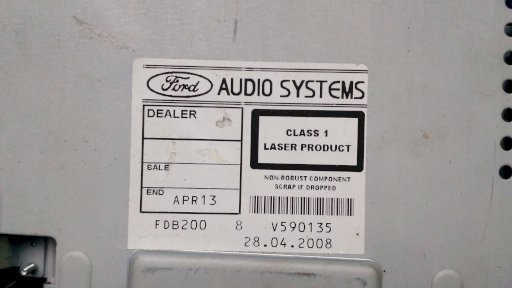 Ford AUDIO SYSTEMS
DEALER
CLASS 1
LASER PRODUCT
SALE
NON-ROBUST COMPONENT
SCRAP IF DROPPED
END APR13
FDB200 8 V590135
28.04.2008